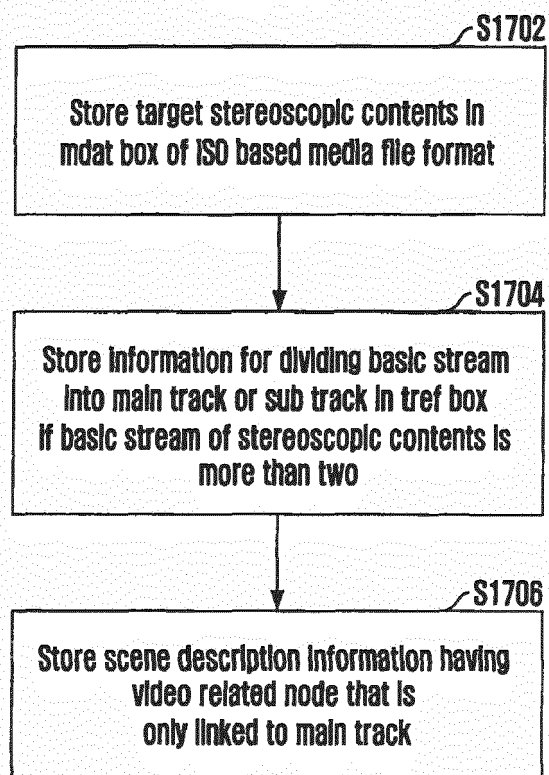 S1702
Store target stereoscopic contents in
mdat box of ISO based media file format
S1704
Store information for dividing basic stream
into main track or sub track in tref box
if basic stream of stereoscopic contents is
more than two
S1706
Store scene description information having
video related node that is
only linked to main track